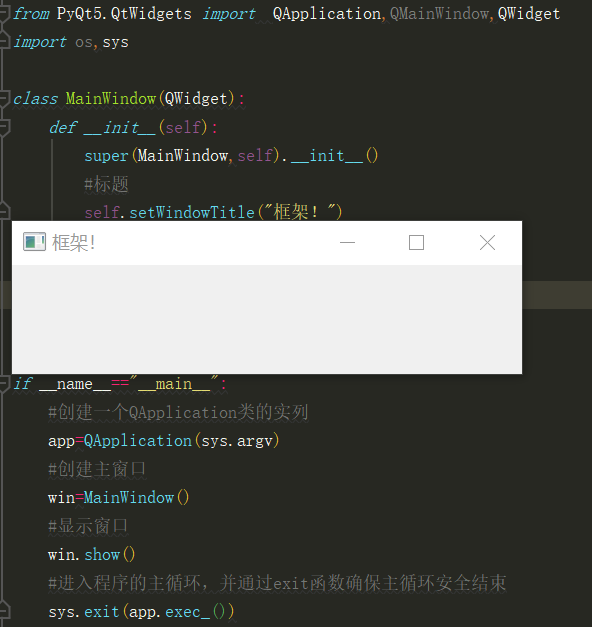 from PyQt5.QtWidgets import  QApplication,QMainWindow,QWidget
import os,sys
class MainWindow(QWidget):
def __init__(self):
super(MainWindow,self).__init__()
#标题
self.setWindowTitle("框架！")
框架！
if __name__=="__main__":
#创建一个QApplication类的实列
app=QApplication(sys.argv)
#创建主窗口
win=MainWindow()
#显示窗口
win.show()
#进入程序的主循环，并通过exit函数确保主循环安全结束
sys.exit(app.exec_())